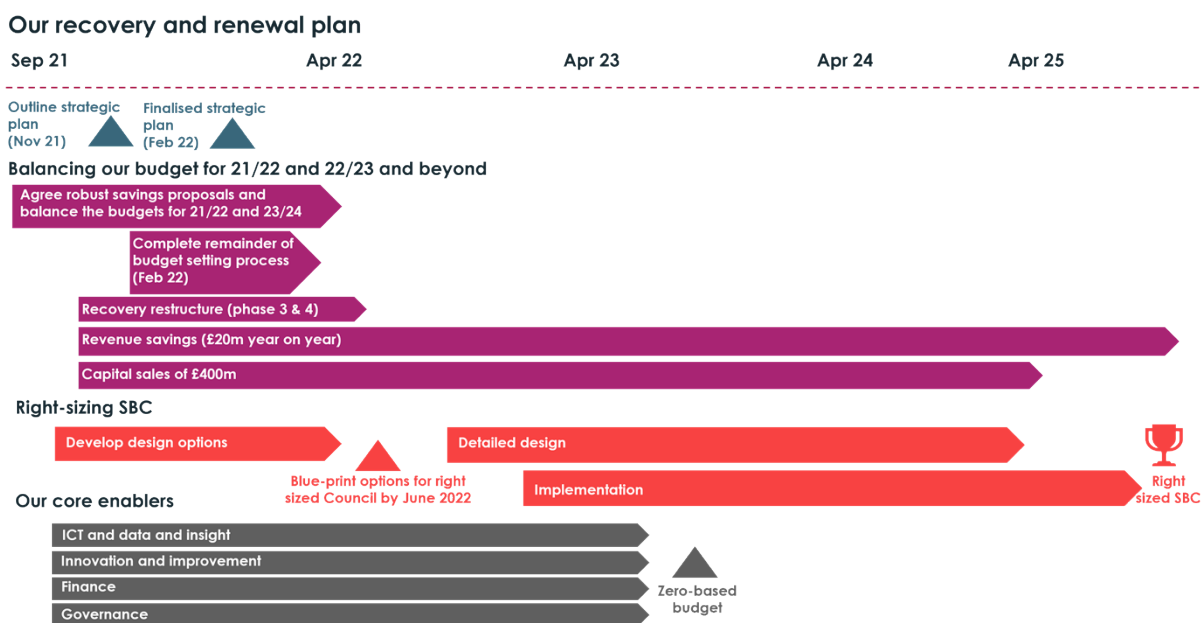 Our recovery and renewal plan
Sep 21
Apr 22
Apr 23
Apr 24
Apr 25
Outline strategic
plan
(Nov 21)
Finalised strategic
plan
(Feb 22)
Balancing our budget for 21/22 and 22/23 and beyond
Agree robust savings proposals and
balance the budgets for 21/22 and 23/24
Complete remainder of
budget setting process
(Feb 22)
Recovery restructure (phase 3 & 4)
Revenue savings (£20m year on year)
Capital sales of £400m
Right-sizing SBC
Develop design options
Blue-print options for right
sized Council by June 2022
Detailed design
Implementation
Right
sized SBC
Our core enablers
ICT and data and insight
Innovation and improvement
Finance
Governance
Zero-based
budget